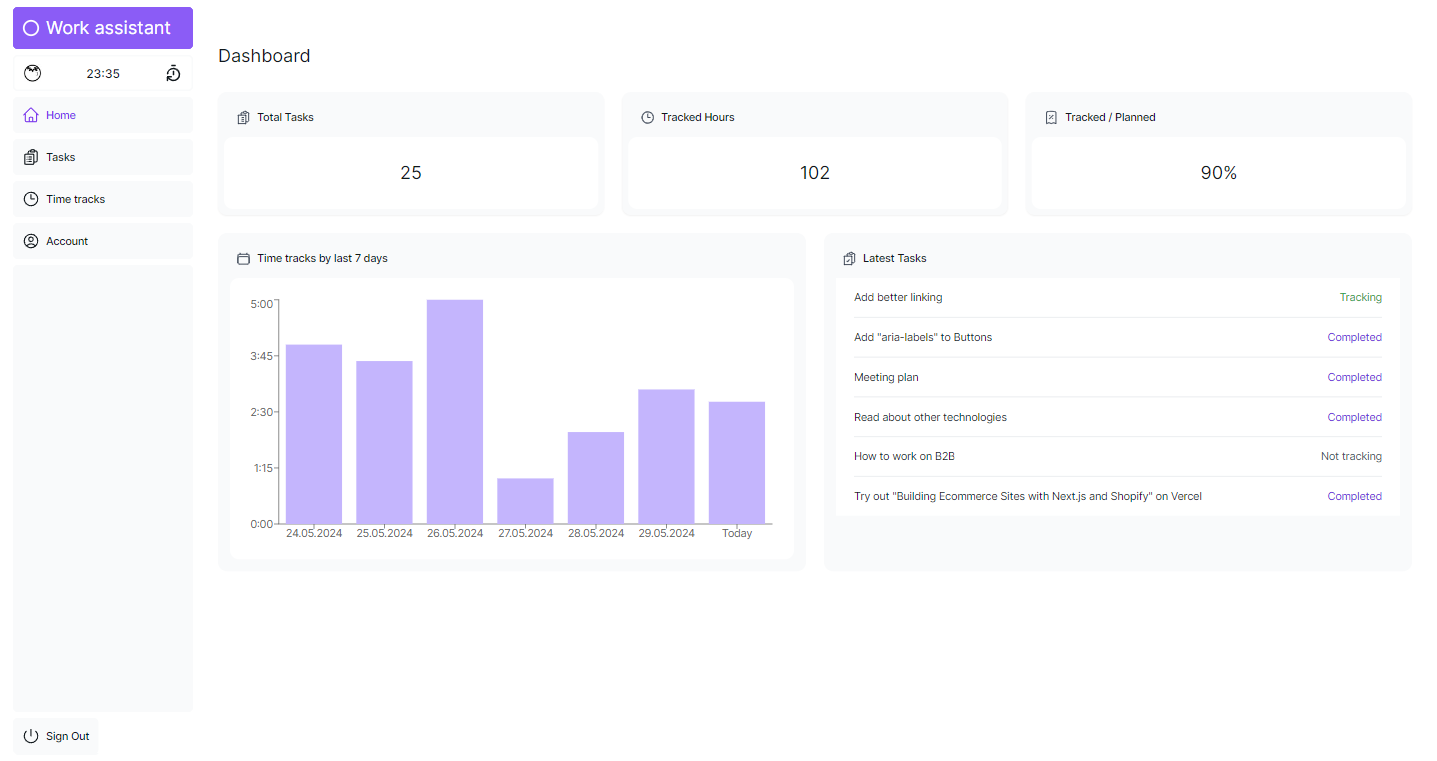 Work assistant
23:35
Home
Tasks
Time tracks
Account
Sign Out
Dashboard
Total Tasks
25
Tracked Hours
102
Tracked / Planned
90%
Time tracks by last 7 days
5:00
3:45
2:30
1:15
0:00
24.05.2024 25.05.2024 26.05.2024 27.05.2024 28.05.2024 29.05.2024 Today
Latest Tasks
Add better linking Tracking
Add "aria-labels" to Buttons Completed
Meeting plan Completed
Read about other technologies Completed
How to work on B2B Not tracking
Try out "Building Ecommerce Sites with Next.js and Shopify" on Vercel Completed